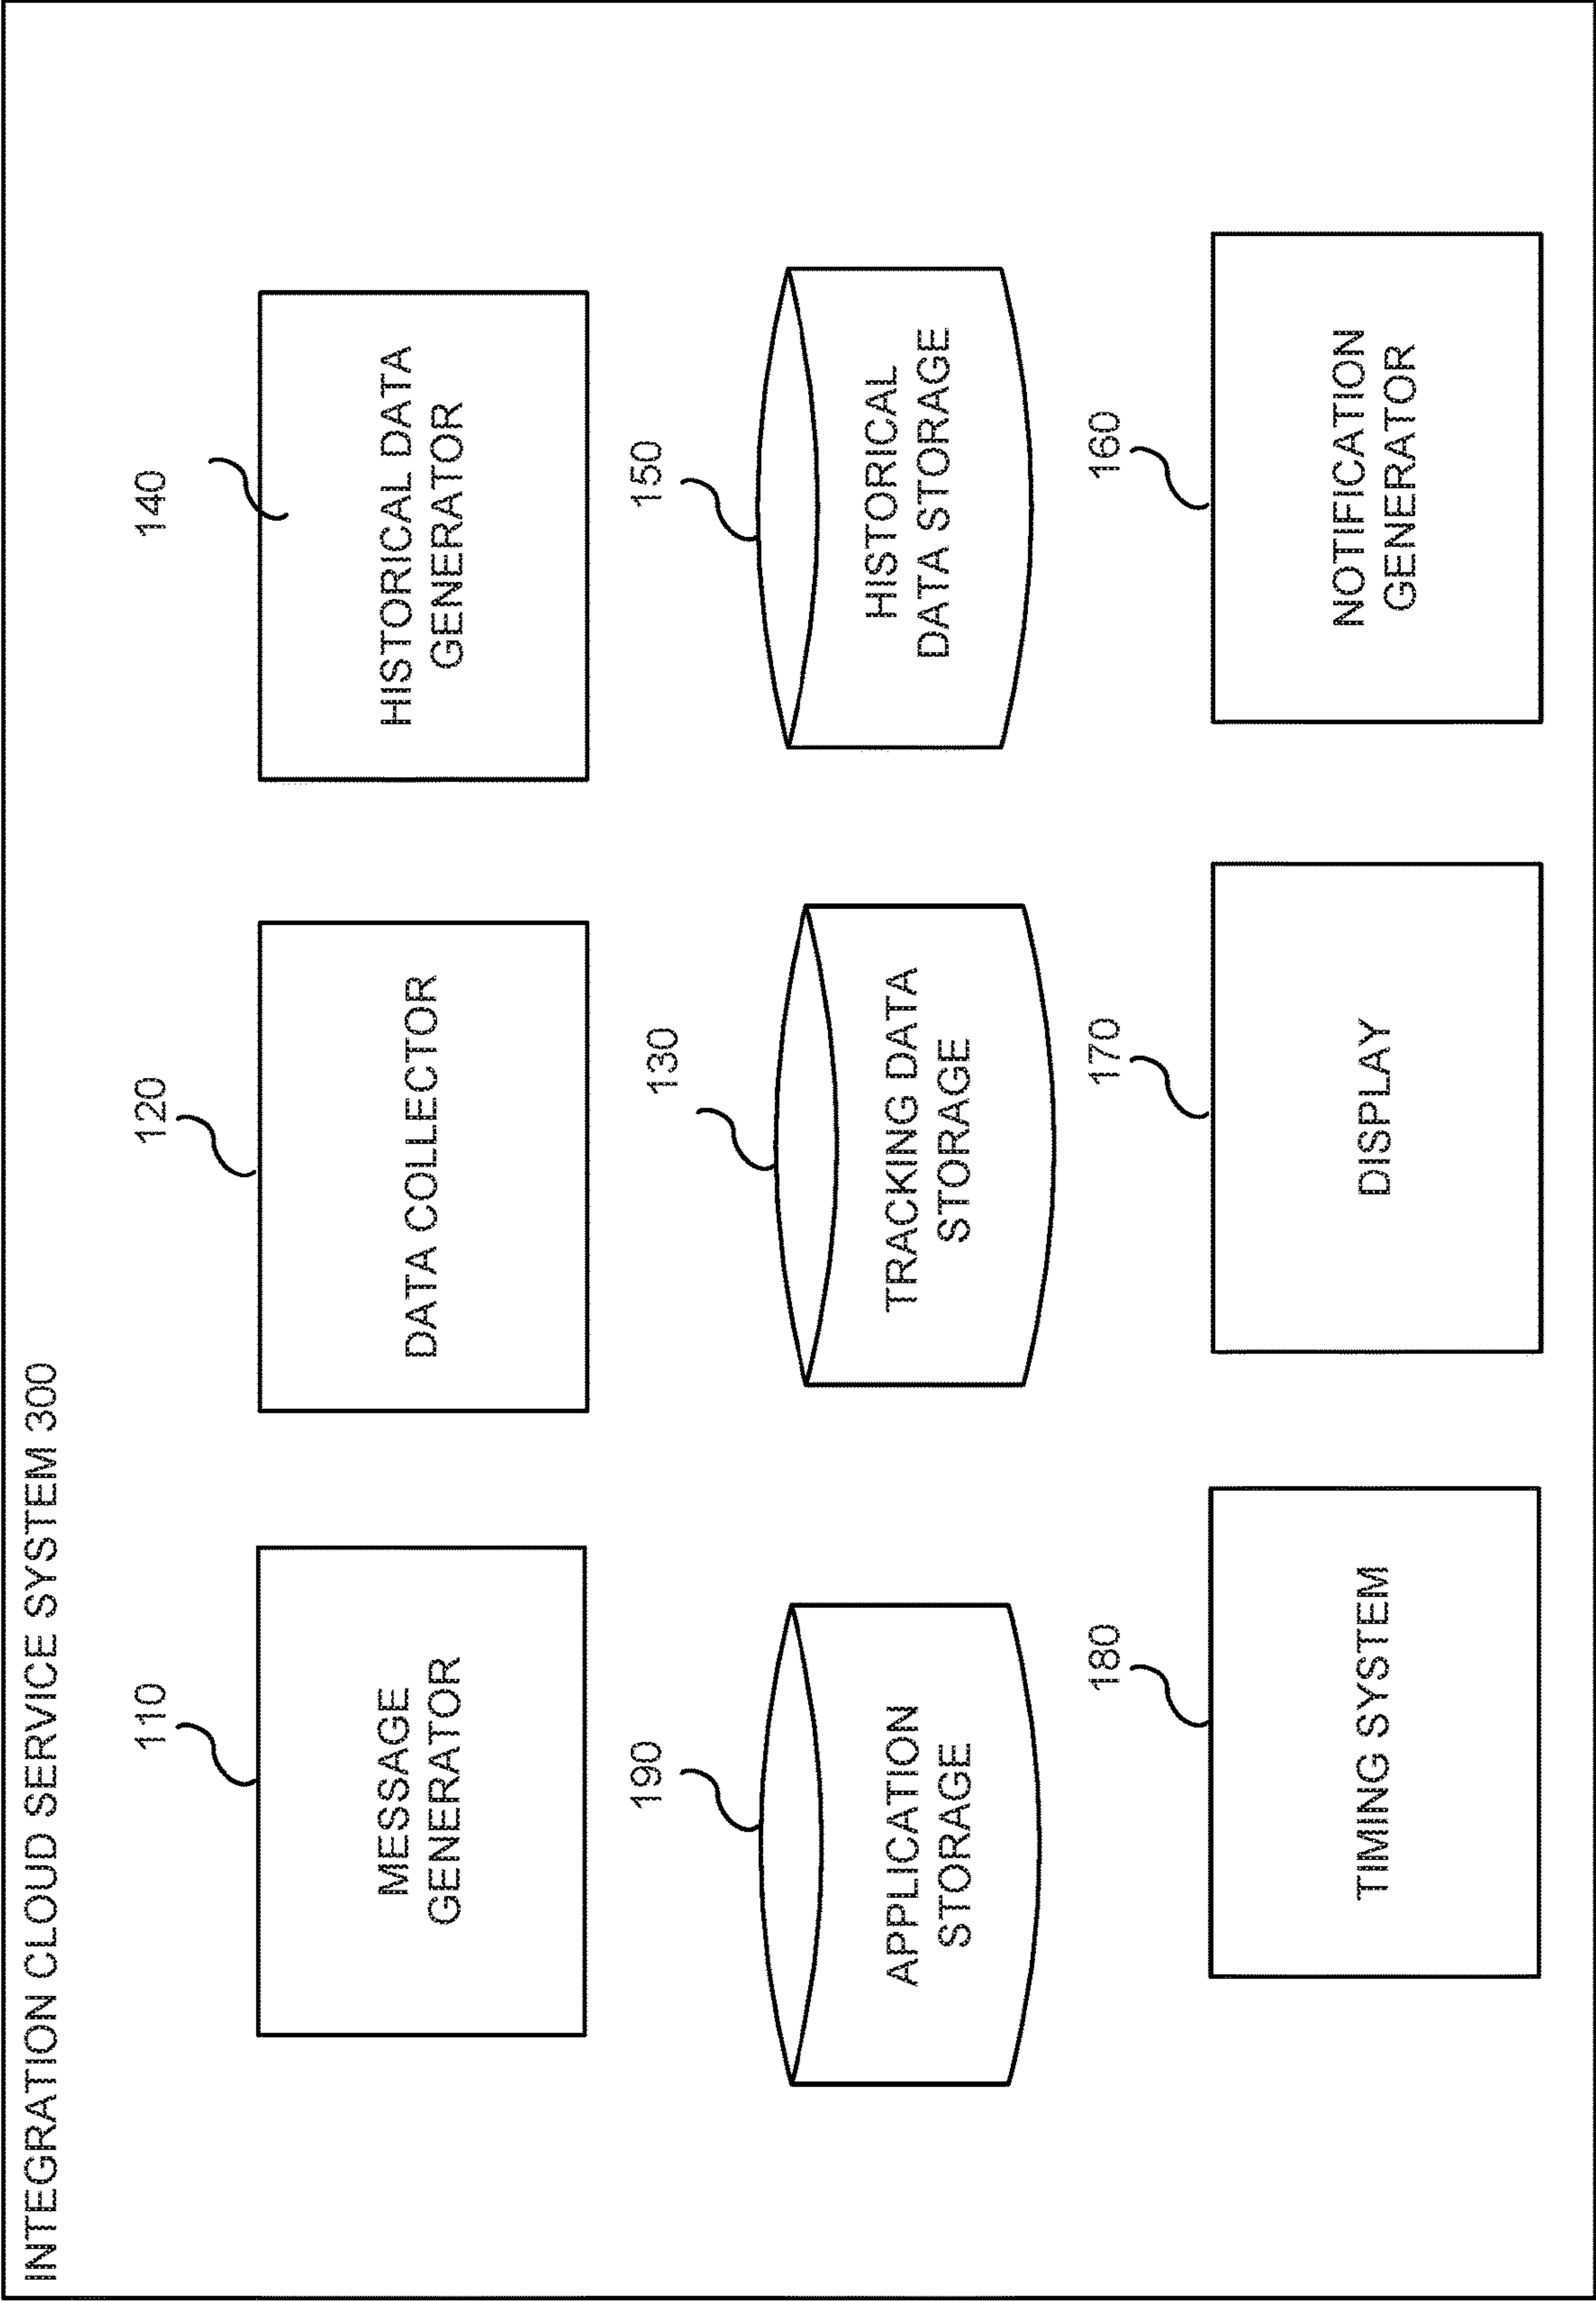 INTEGRATION CLOUD SERVICE SYSTEM 300
110
MESSAGE
GENERATOR
120
DATA COLLECTOR
140
HISTORICAL DATA
GENERATOR
190
APPLICATION
STORAGE
130
TRACKING DATA
STORAGE
150
HISTORICAL
DATA STORAGE
180
TIMING SYSTEM
170
DISPLAY
160
NOTIFICATION
GENERATOR